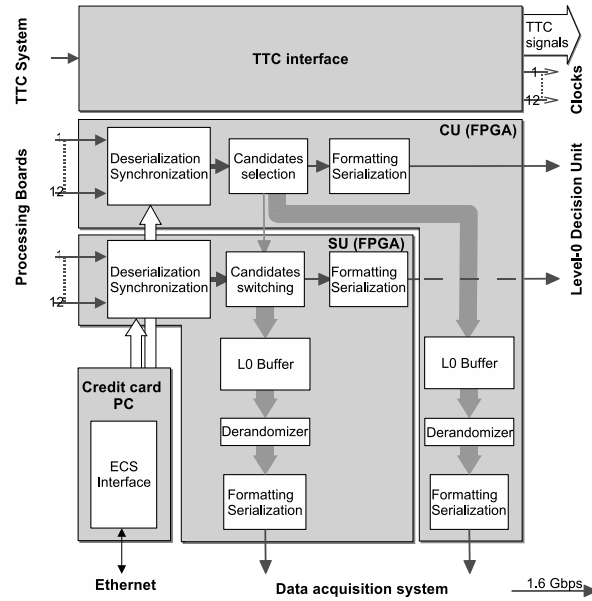 TTC System
TTC interface
TTC
signals
1
12
Clocks
Processing Boards
CU (FPGA)
1
12
Deserialization
Synchronization
Candidates
selection
Formatting
Serialization
Level-0 Decision Unit
SU (FPGA)
1
12
Deserialization
Synchronization
Candidates
switching
Formatting
Serialization
L0 Buffer
L0 Buffer
Credit card
PC
Derandomizer
Derandomizer
ECS
Interface
Formatting
Serialization
Formatting
Serialization
Ethernet
Data acquisition system
1.6 Gbps